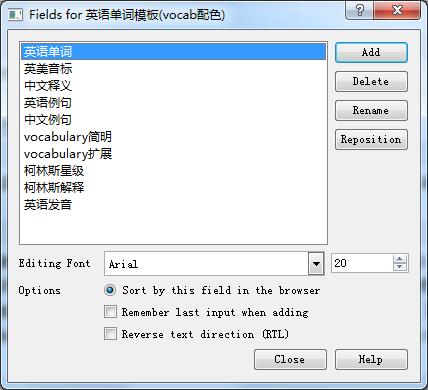 Fields for 英语单词模板(vocab配色)
英语单词
英美音标
中文释义
英语例句
中文例句
vocabulary简明
vocabulary扩展
柯林斯星级
柯林斯解释
英语发音
Add
Delete
Rename
Reposition
Editing Font Arial 20
Options Sort by this field in the browser
Remember last input when adding
Reverse text direction (RTL)
Close Help